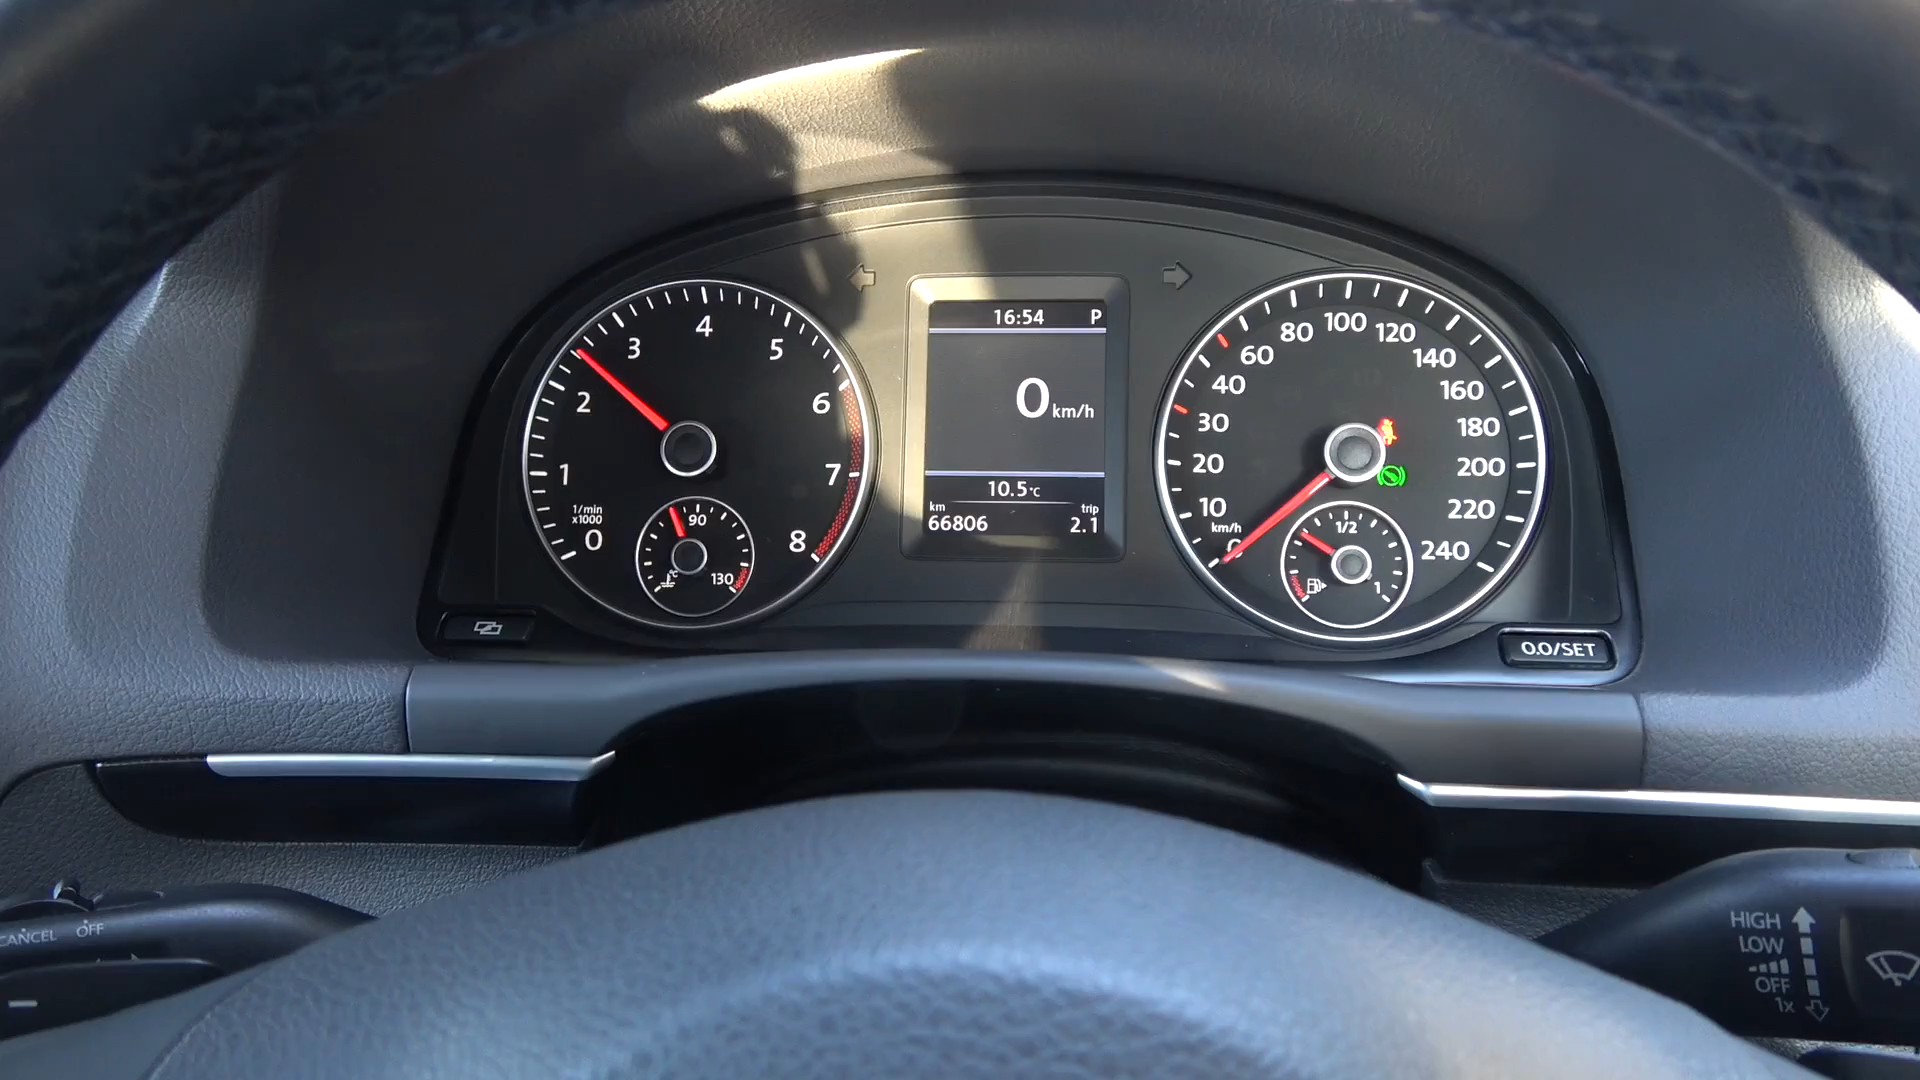 16:54 P
0 km/h
10.5°C
km trip
66806 2.1
0
1
2
3
4
5
6
7
8
1/min
x1000
90
°C
130
0
10
20
30
40
60
80
100
120
140
160
180
200
220
240
km/h
1/2
1
0.0/SET
CANCEL OFF
HIGH
LOW
OFF
1x